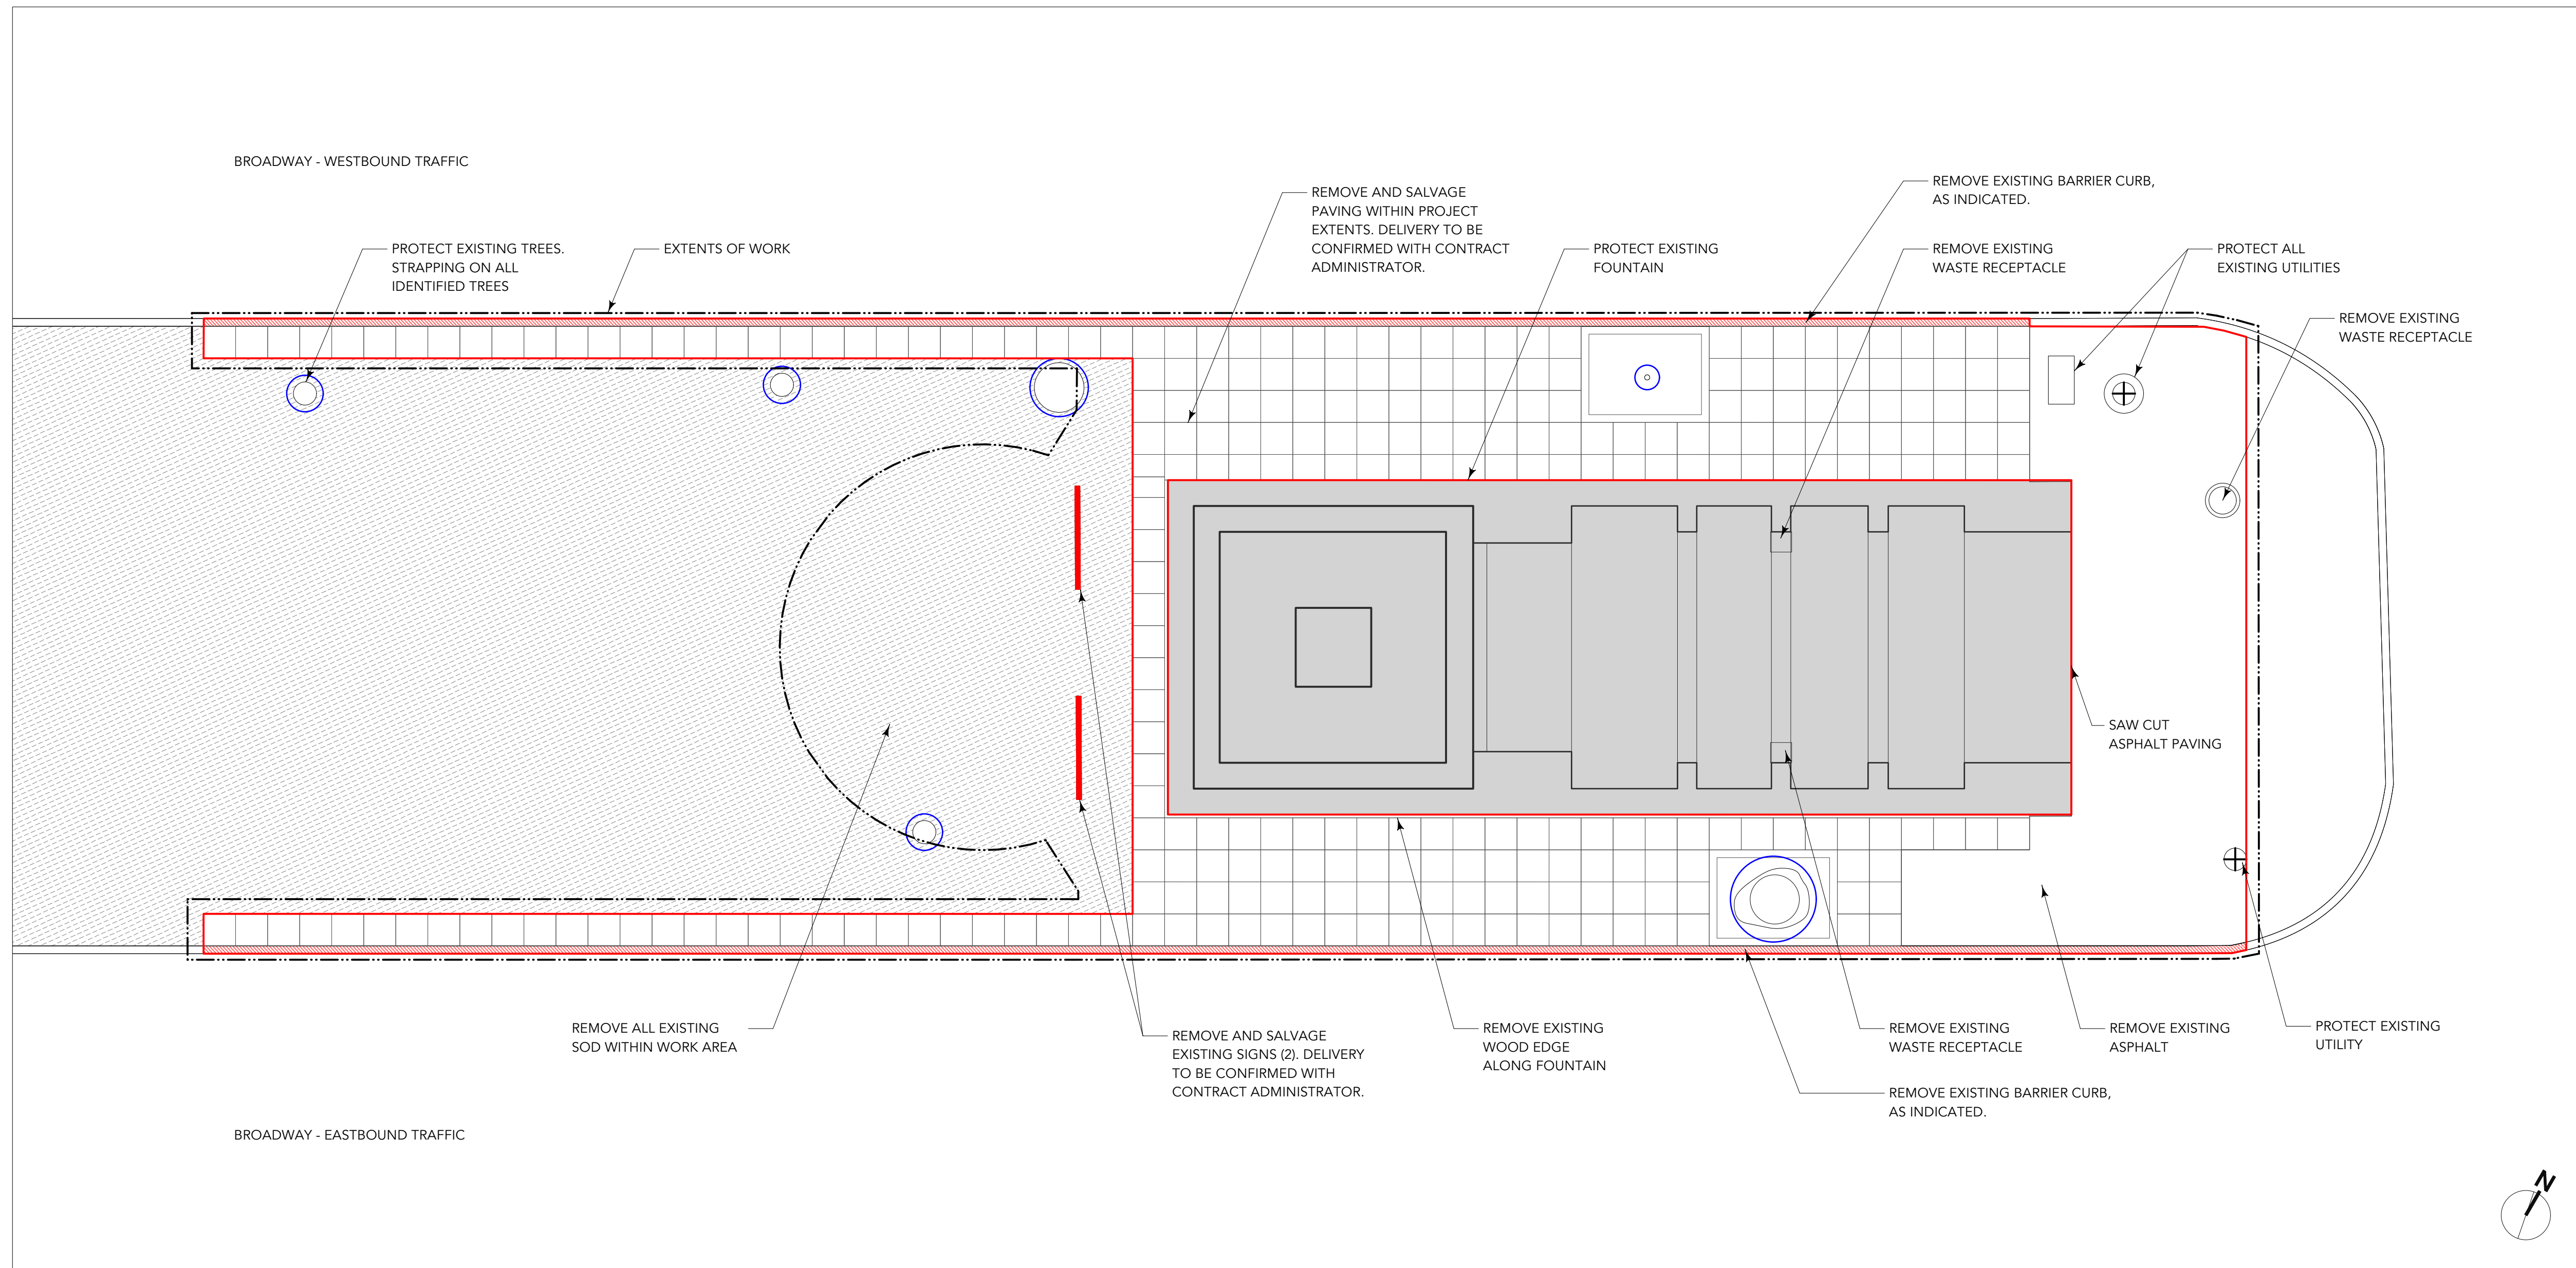 BROADWAY - WESTBOUND TRAFFIC
PROTECT EXISTING TREES.
STRAPPING ON ALL
IDENTIFIED TREES
EXTENTS OF WORK
REMOVE AND SALVAGE
PAVING WITHIN PROJECT
EXTENTS. DELIVERY TO BE
CONFIRMED WITH CONTRACT
ADMINISTRATOR.
PROTECT EXISTING
FOUNTAIN
REMOVE EXISTING BARRIER CURB,
AS INDICATED.
REMOVE EXISTING
WASTE RECEPTACLE
PROTECT ALL
EXISTING UTILITIES
REMOVE EXISTING
WASTE RECEPTACLE
SAW CUT
ASPHALT PAVING
REMOVE ALL EXISTING
SOD WITHIN WORK AREA
REMOVE AND SALVAGE
EXISTING SIGNS (2). DELIVERY
TO BE CONFIRMED WITH
CONTRACT ADMINISTRATOR.
REMOVE EXISTING
WOOD EDGE
ALONG FOUNTAIN
REMOVE EXISTING
WASTE RECEPTACLE
REMOVE EXISTING BARRIER CURB,
AS INDICATED.
REMOVE EXISTING
ASPHALT
PROTECT EXISTING
UTILITY
BROADWAY - EASTBOUND TRAFFIC
N